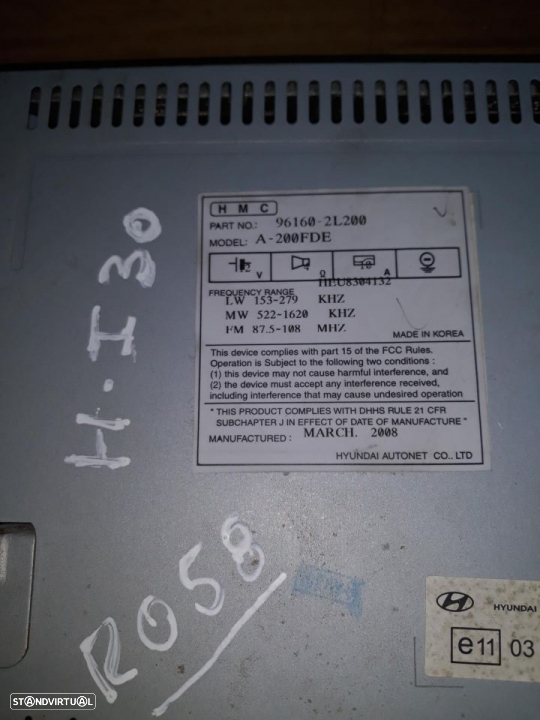 H M C
PART NO.: 96160-2L200
MODEL: A-200FDE
V Ω A
HEU8304132
FREQUENCY RANGE
LW 153-279 KHZ
MW 522-1620 KHZ
FM 87.5-108 MHZ
MADE IN KOREA
This device complies with part 15 of the FCC Rules.
Operation is Subject to the following two conditions :
(1) this device may not cause harmful interference, and
(2) the device must accept any interference received,
including interference that may cause undesired operation
" THIS PRODUCT COMPLIES WITH DHHS RULE 21 CFR
SUBCHAPTER J IN EFFECT OF DATE OF MANUFACTURE "
MANUFACTURED : MARCH. 2008
HYUNDAI AUTONET CO., LTD
H.I30
R058
HYUNDAI
e11 03
STANDVIRTUAL